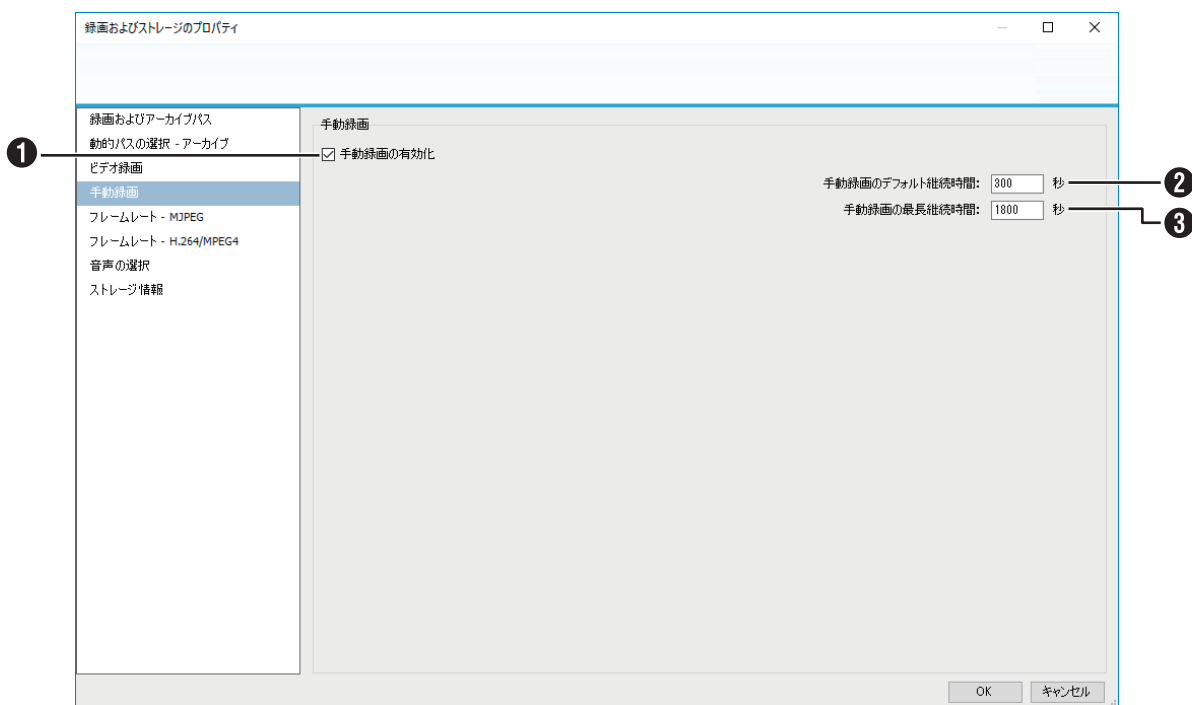 録画およびストレージのプロパティ
録画およびアーカイブパス
動的パスの選択 - アーカイブ
ビデオ録画
手動録画
フレームレート - MJPEG
フレームレート - H.264/MPEG4
音声の選択
ストレージ情報
手動録画
❶
手動録画の有効化
手動録画のデフォルト継続時間: 300 秒
❷
手動録画の最長継続時間: 1800 秒
❸
OK キャンセル